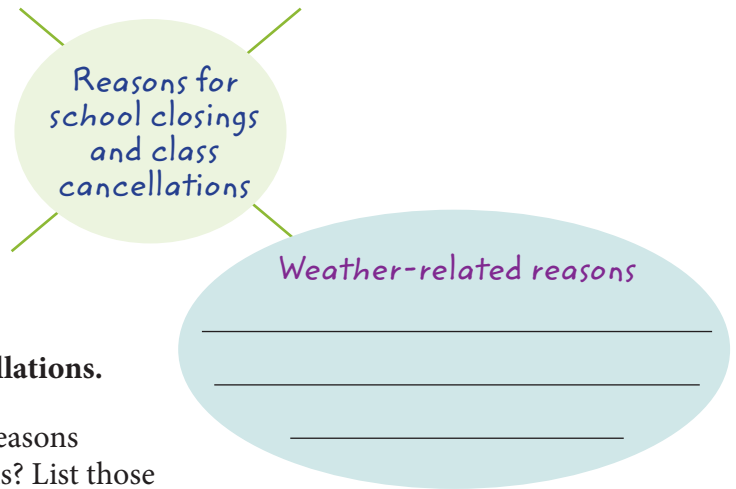 Reasons for
school closings
and class
cancellations
Weather-related reasons
llations.
easons
s? List those